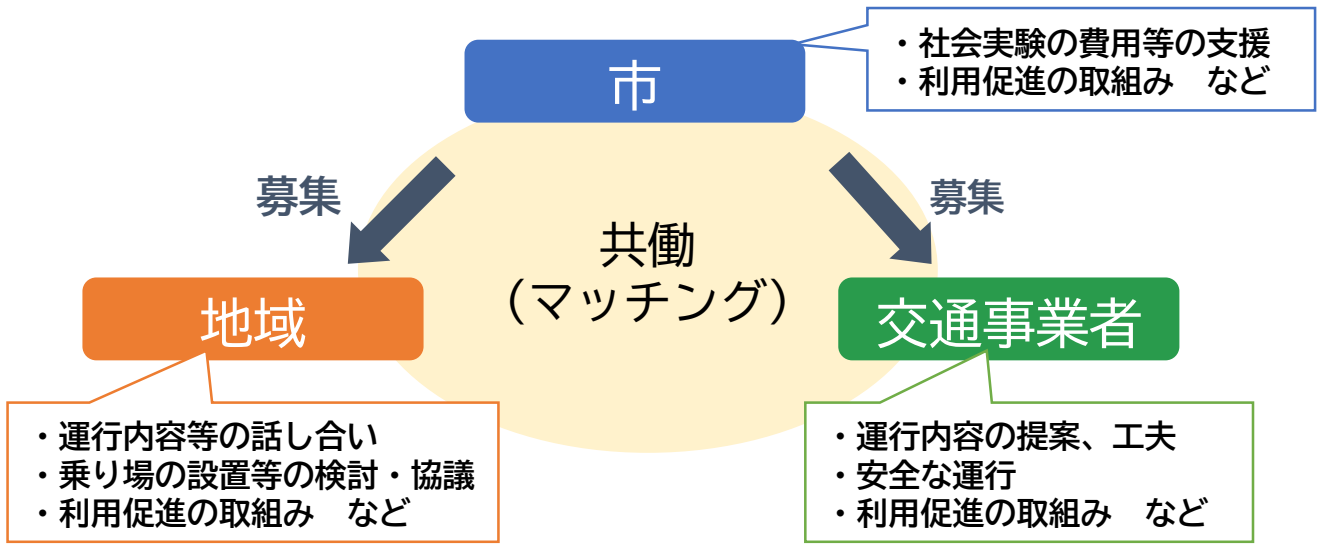 市
・社会実験の費用等の支援
・利用促進の取組み　など
募集
募集
共働
（マッチング）
地域
交通事業者
・運行内容等の話し合い
・乗り場の設置等の検討・協議
・利用促進の取組み　など
・運行内容の提案、工夫
・安全な運行
・利用促進の取組み　など